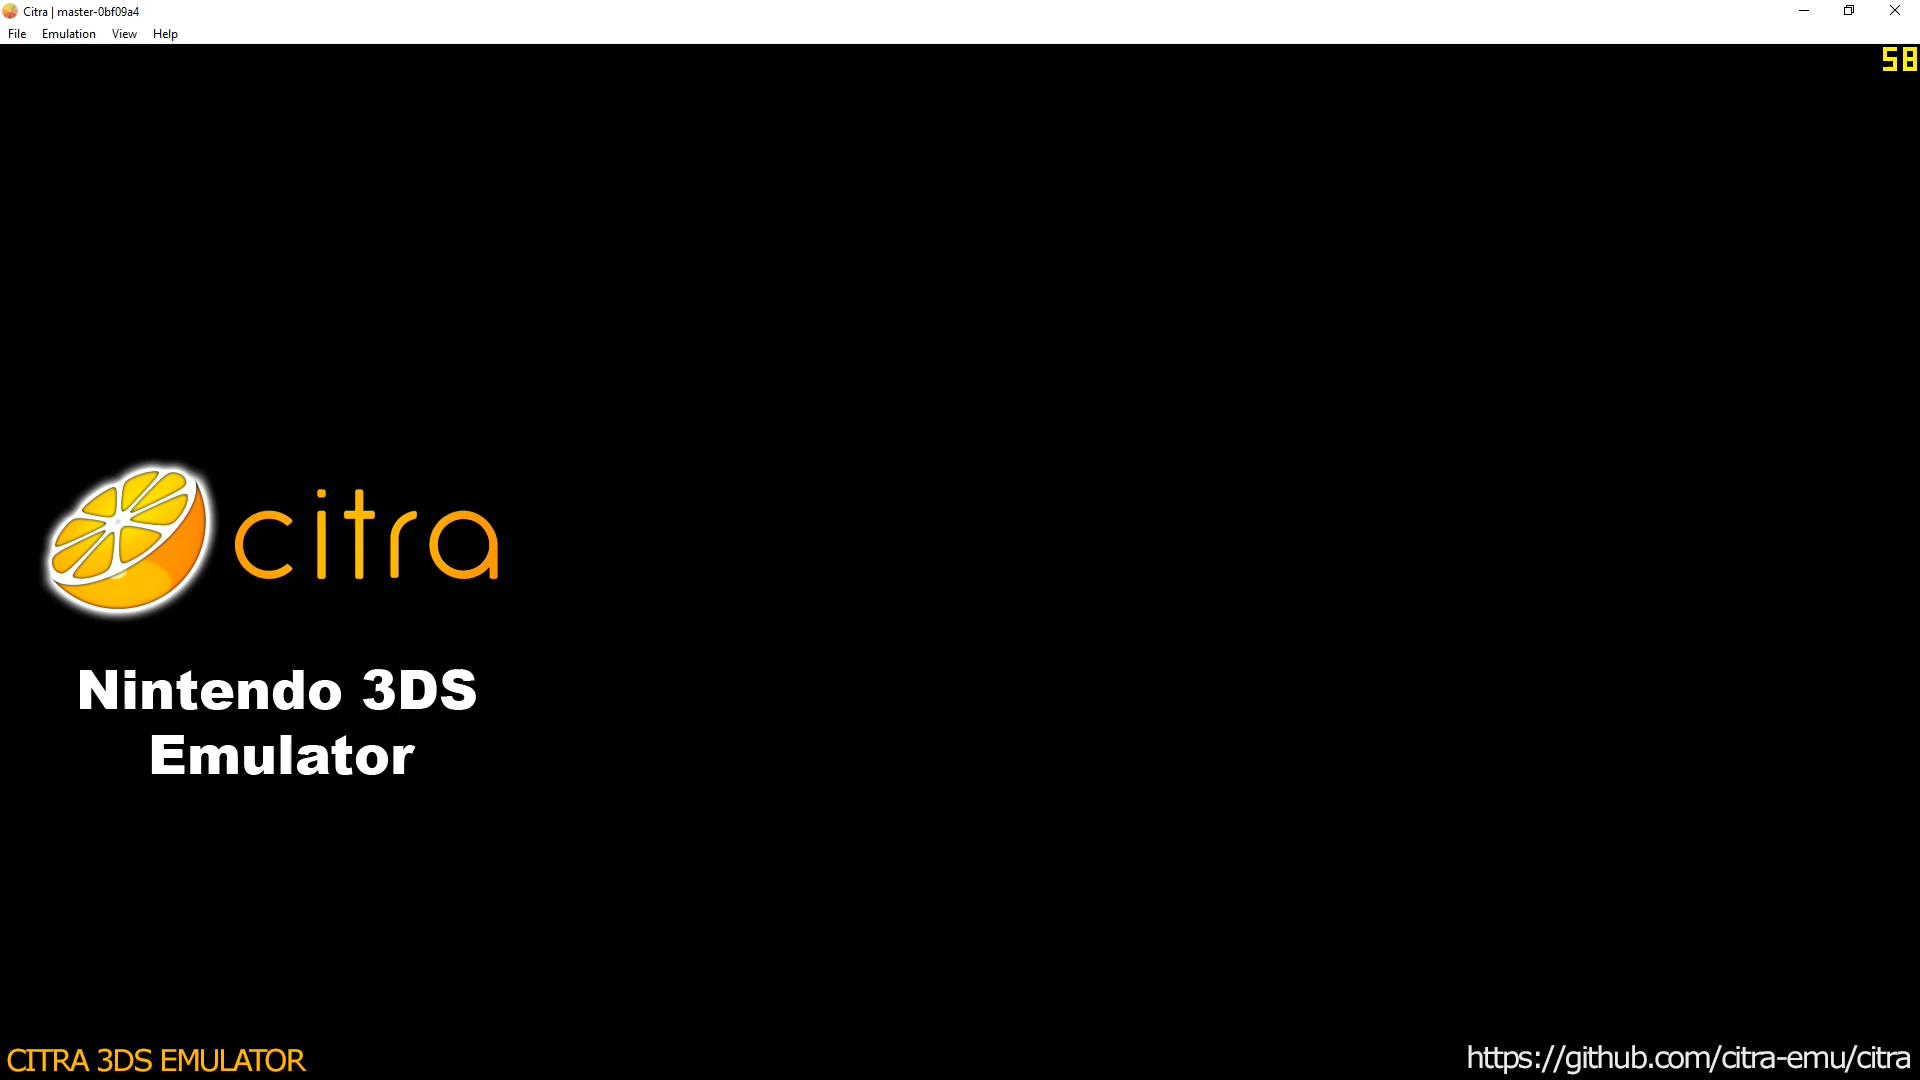 Citra | master-0bf09a4
File Emulation View Help
58
citra
Nintendo 3DS
Emulator
CITRA 3DS EMULATOR
https://github.com/citra-emu/citra